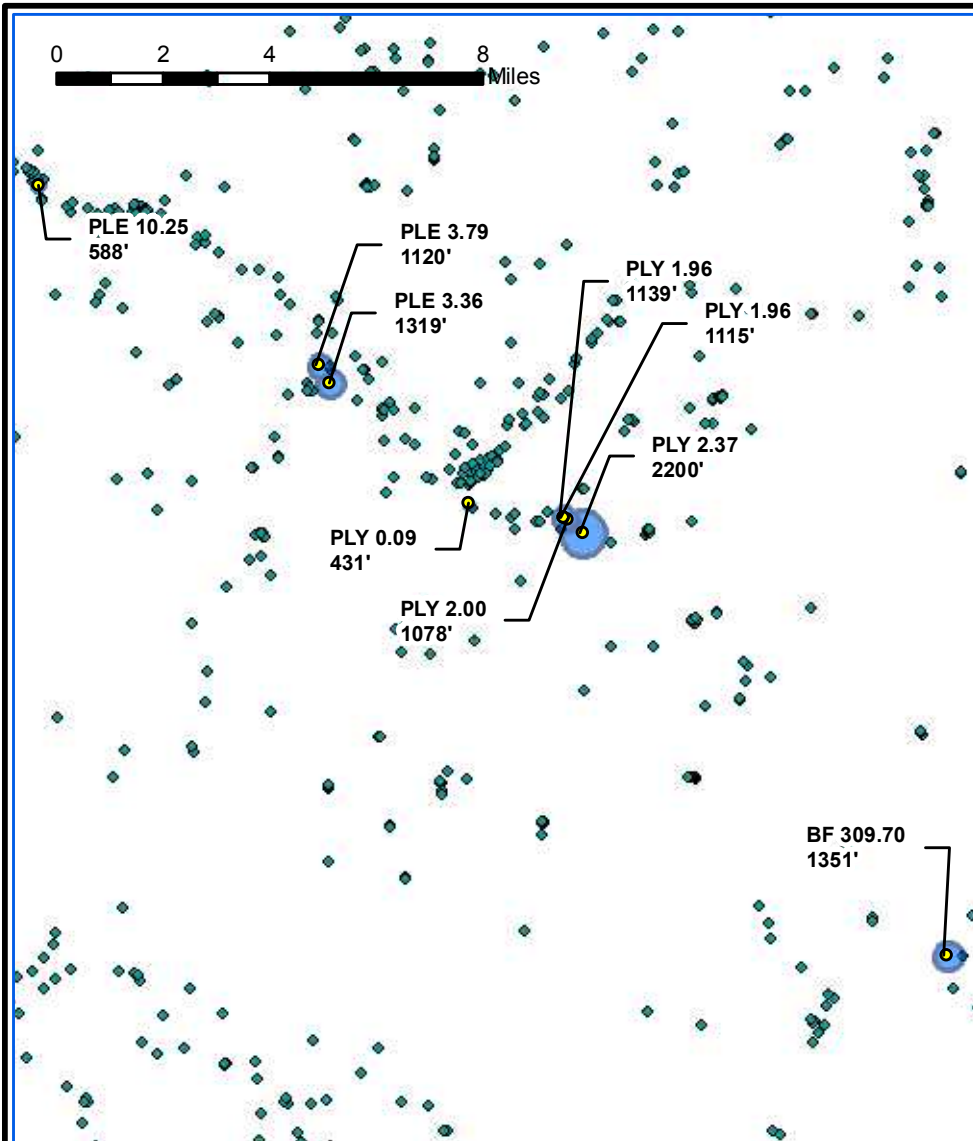 0 2 4 8
Miles
PLE 10.25
588'
PLE 3.79
1120'
PLE 3.36
1319'
PLY 1.96
1139'
PLY 1.96
1115'
PLY 2.37
2200'
PLY 0.09
431'
PLY 2.00
1078'
BF 309.70
1351'